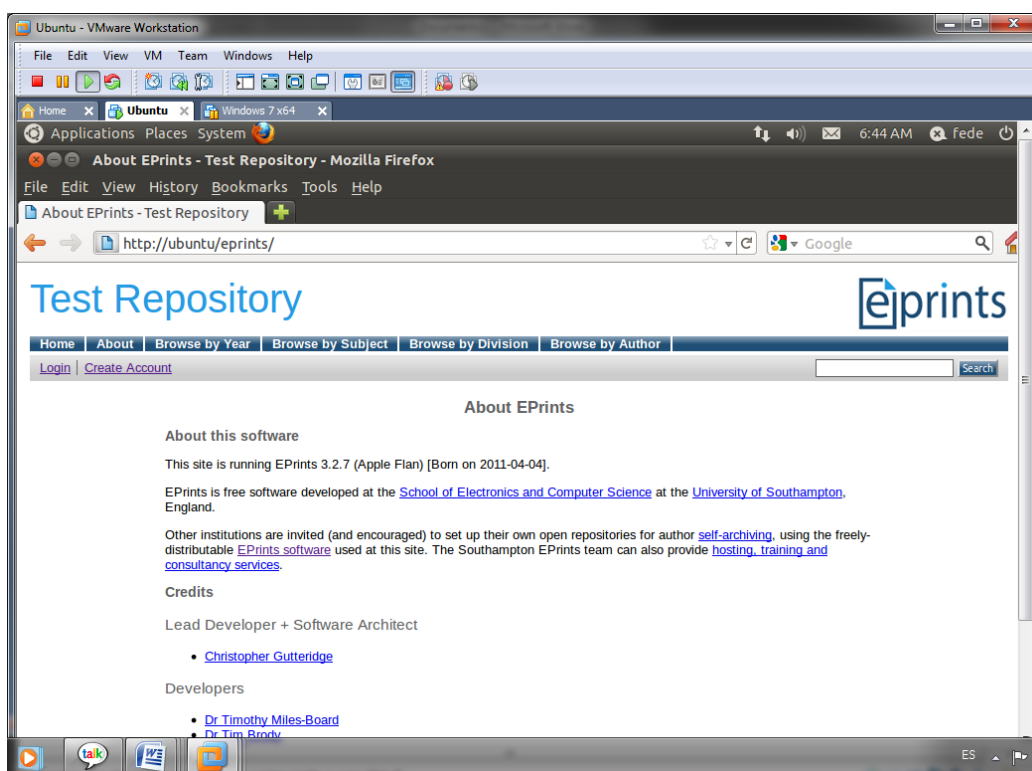 Ubuntu - VMware Workstation
File Edit View VM Team Windows Help
Home Ubuntu Windows 7 x64
Applications Places System 6:44 AM fede
About EPrints - Test Repository - Mozilla Firefox
File Edit View History Bookmarks Tools Help
About EPrints - Test Repository
http://ubuntu/eprints/ Google
Test Repository eprints
Home About Browse by Year Browse by Subject Browse by Division Browse by Author
Login Create Account Search
About EPrints
About this software
This site is running EPrints 3.2.7 (Apple Flan) [Born on 2011-04-04].
EPrints is free software developed at the School of Electronics and Computer Science at the University of Southampton,
England.
Other institutions are invited (and encouraged) to set up their own open repositories for author self-archiving, using the freely-
distributable EPrints software used at this site. The Southampton EPrints team can also provide hosting, training and
consultancy services.
Credits
Lead Developer + Software Architect
• Christopher Gutteridge
Developers
• Dr Timothy Miles-Board
• Dr Tim Brody
talk W ES